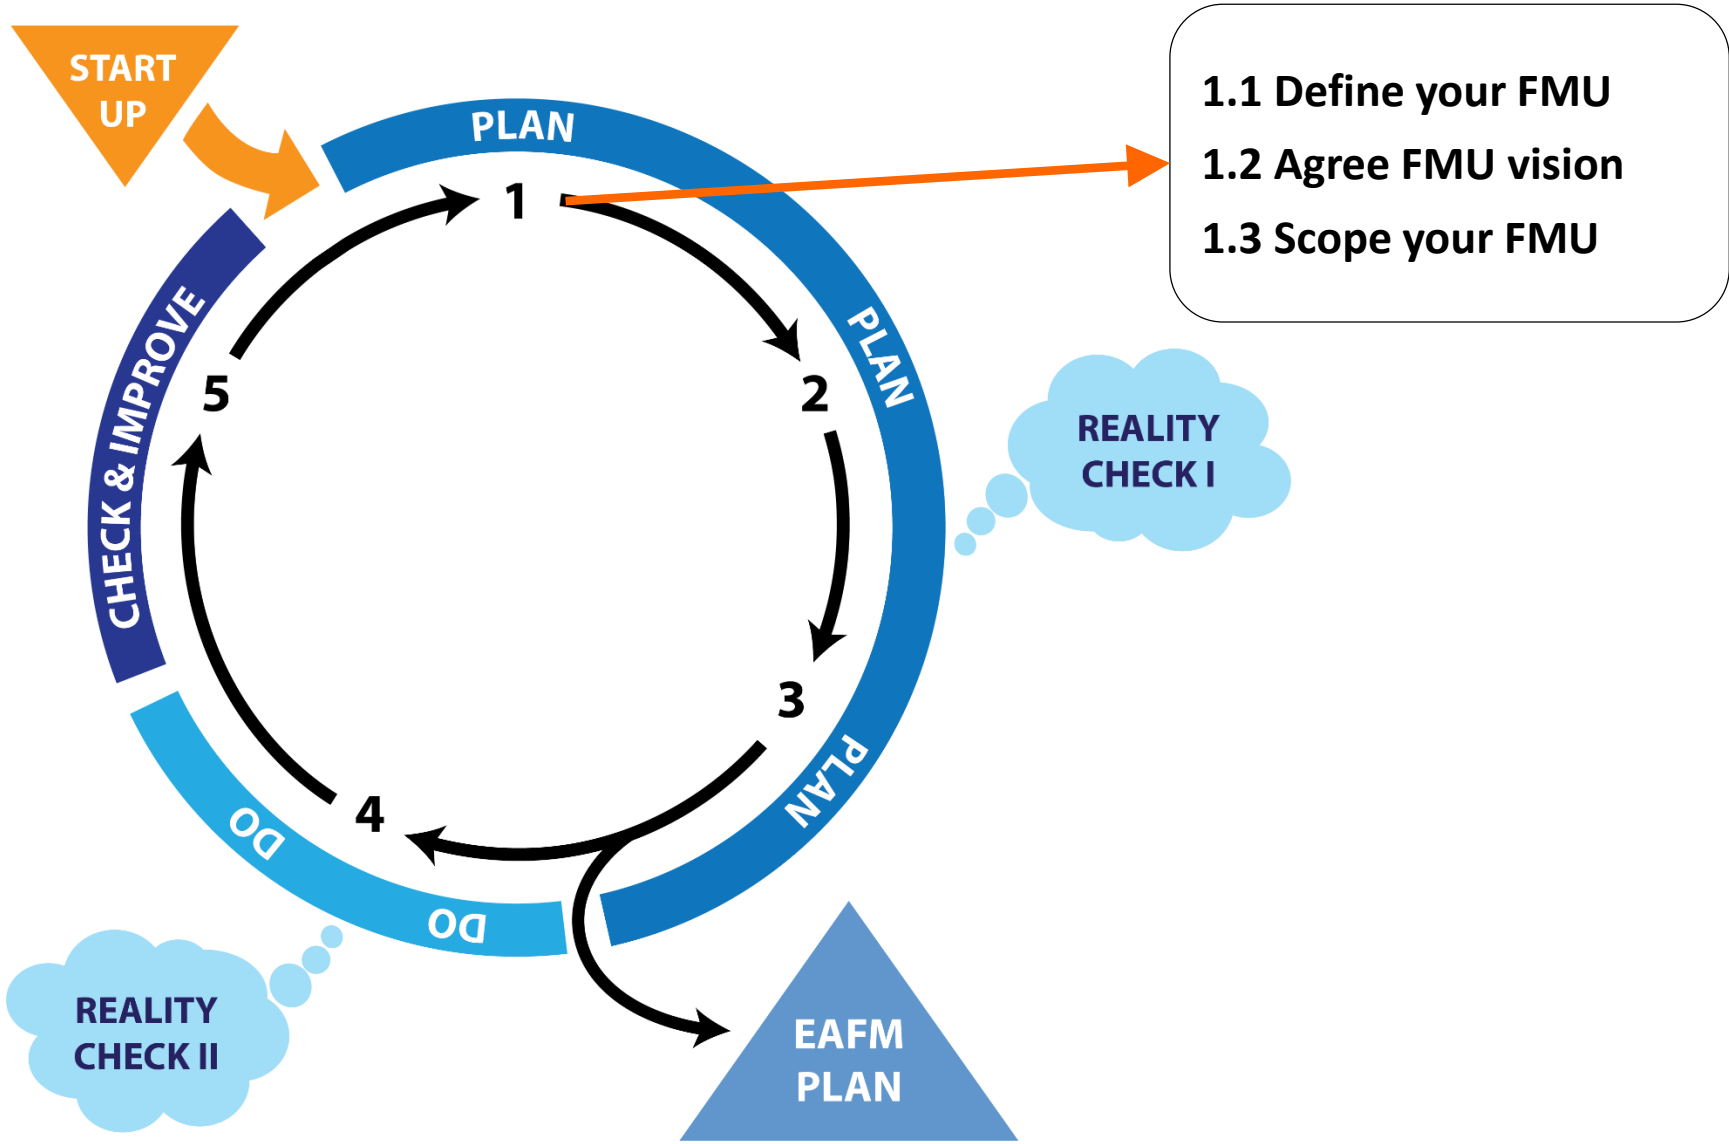 START
UP
PLAN
1
1.1 Define your FMU
1.2 Agree FMU vision
1.3 Scope your FMU
PLAN
2
REALITY
CHECK I
3
PLAN
EAFM
PLAN
4
DO
DO
REALITY
CHECK II
5
CHECK & IMPROVE